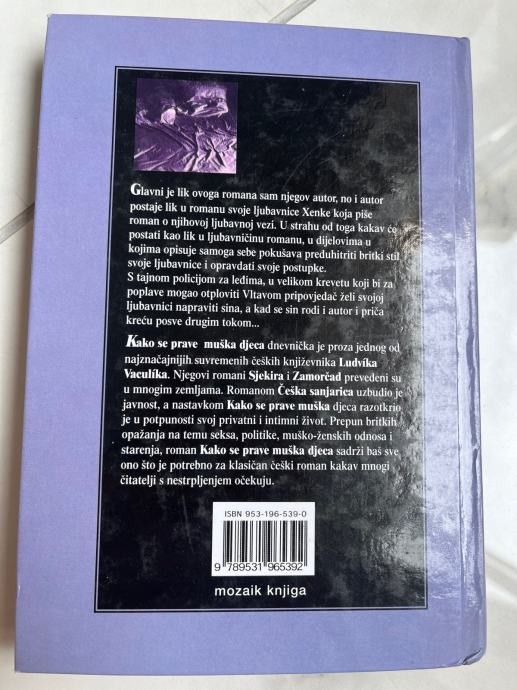 Glavni je lik ovoga romana sam njegov autor, no i autor
postaje lik u romanu svoje ljubavnice Xenke koja piše
roman o njihovoj ljubavnoj vezi. U strahu od toga kakav će
postati kao lik u ljubavničinu romanu, u dijelovima u
kojima opisuje samoga sebe pokušava preduhitriti britki stil
svoje ljubavnice i opravdati svoje postupke.
S tajnom policijom za leđima, u velikom krevetu koji bi za
poplave mogao otploviti Vltavom pripovjedač želi svojoj
ljubavnici napraviti sina, a kad se sin rodi i autor i priča
kreću posve drugim tokom...
Kako se prave muška djeca dnevnička je proza jednog od
najznačajnijih suvremenih čeških književnika Ludvíka
Vaculíka. Njegovi romani Sjekira i Zamorčad prevedeni su
u mnogim zemljama. Romanom Češka sanjarica uzbudio je
javnost, a nastavkom Kako se prave muška djeca razotkrio
je u potpunosti svoj privatni i intimni život. Prepun britkih
opažanja na temu seksa, politike, muško-ženskih odnosa i
starenja, roman Kako se prave muška djeca sadrži baš sve
ono što je potrebno za klasičan češki roman kakav mnogi
čitatelji s nestrpljenjem očekuju.
ISBN 953-196-539-0
9 789531 965392
mozaik knjiga